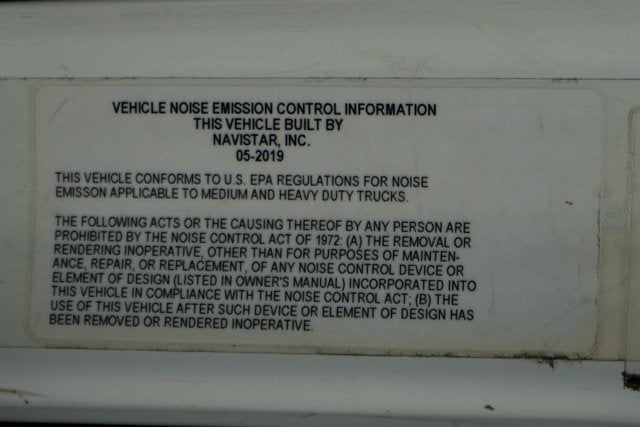 VEHICLE NOISE EMISSION CONTROL INFORMATION
THIS VEHICLE BUILT BY
NAVISTAR, INC.
05-2019
THIS VEHICLE CONFORMS TO U.S. EPA REGULATIONS FOR NOISE
EMISSON APPLICABLE TO MEDIUM AND HEAVY DUTY TRUCKS.
THE FOLLOWING ACTS OR THE CAUSING THEREOF BY ANY PERSON ARE
PROHIBITED BY THE NOISE CONTROL ACT OF 1972: (A) THE REMOVAL OR
RENDERING INOPERATIVE, OTHER THAN FOR PURPOSES OF MAINTEN-
ANCE, REPAIR, OR REPLACEMENT, OF ANY NOISE CONTROL DEVICE OR
ELEMENT OF DESIGN (LISTED IN OWNER'S MANUAL) INCORPORATED INTO
THIS VEHICLE IN COMPLIANCE WITH THE NOISE CONTROL ACT; (B) THE
USE OF THIS VEHICLE AFTER SUCH DEVICE OR ELEMENT OF DESIGN HAS
BEEN REMOVED OR RENDERED INOPERATIVE.